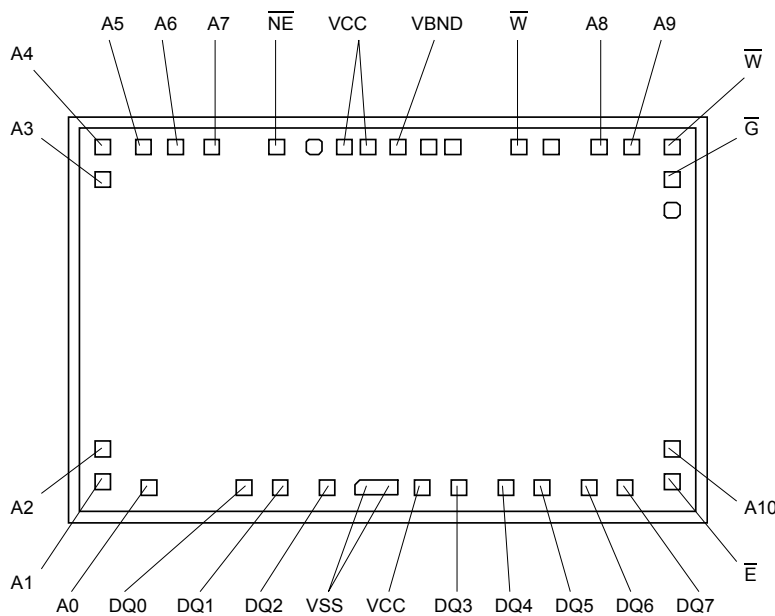 A5 A6 A7 N̅E̅ VCC VBND W̅ A8 A9
A4 W̅
A3 G̅
A2 A10
A1 E̅
A0 DQ0 DQ1 DQ2 VSS VCC DQ3 DQ4 DQ5 DQ6 DQ7